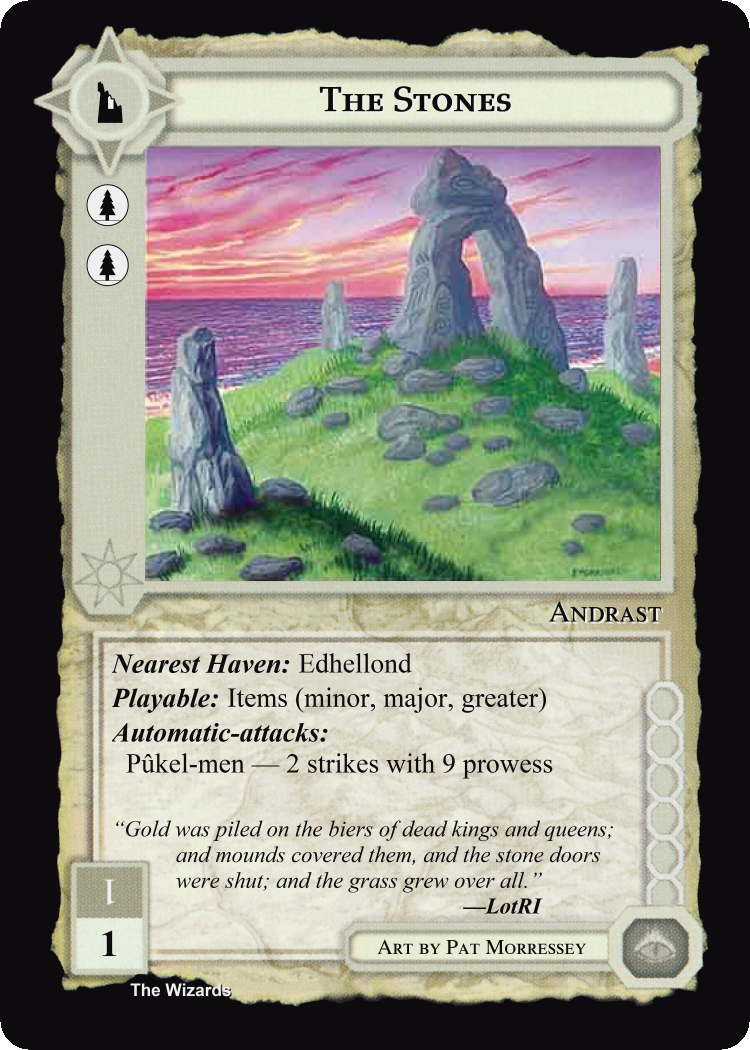 The Stones
Andrast
Nearest Haven: Edhellond
Playable: Items (minor, major, greater)
Automatic-attacks:
Pûkel-men — 2 strikes with 9 prowess
“Gold was piled on the biers of dead kings and queens;
and mounds covered them, and the stone doors
were shut; and the grass grew over all.”
—LotRI
1
1
Art by Pat Morressey
The Wizards